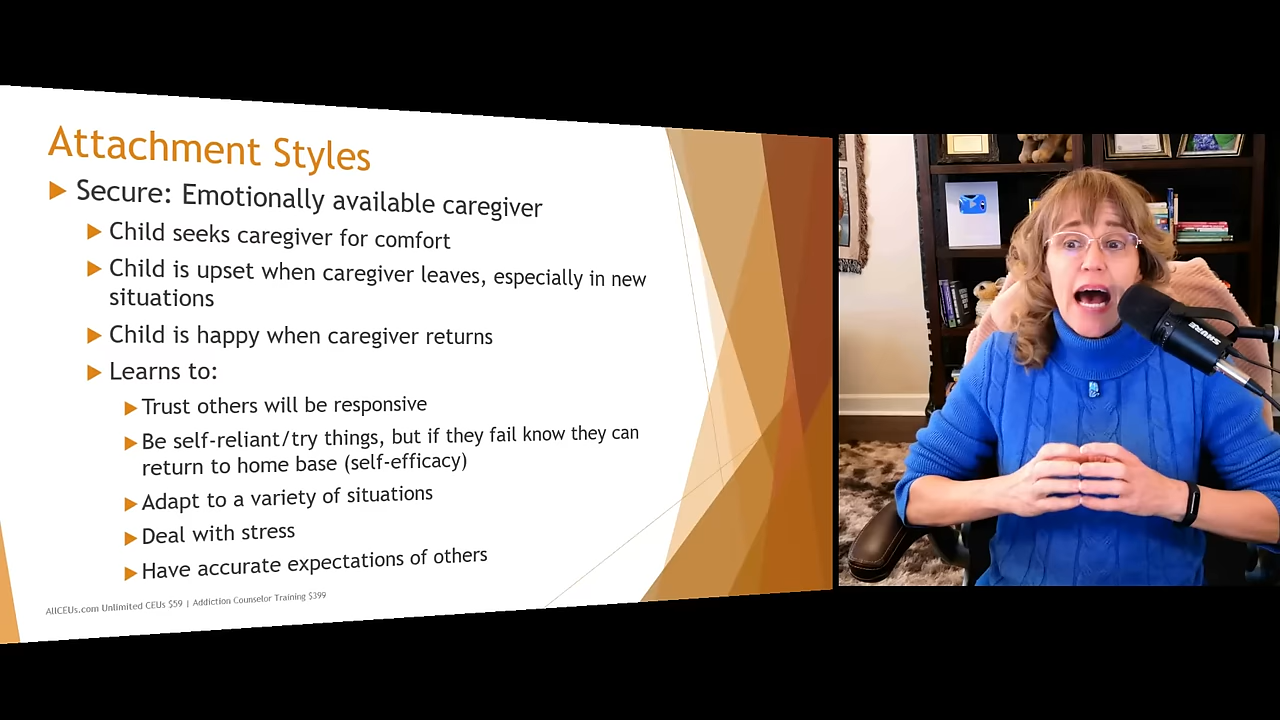 Attachment Styles
Secure: Emotionally available caregiver
Child seeks caregiver for comfort
Child is upset when caregiver leaves, especially in new
situations
Child is happy when caregiver returns
Learns to:
Trust others will be responsive
Be self-reliant/try things, but if they fail know they can
return to home base (self-efficacy)
Adapt to a variety of situations
Deal with stress
Have accurate expectations of others
AllCEUs.com Unlimited CEUs $59 | Addiction Counselor Training $399
SHURE